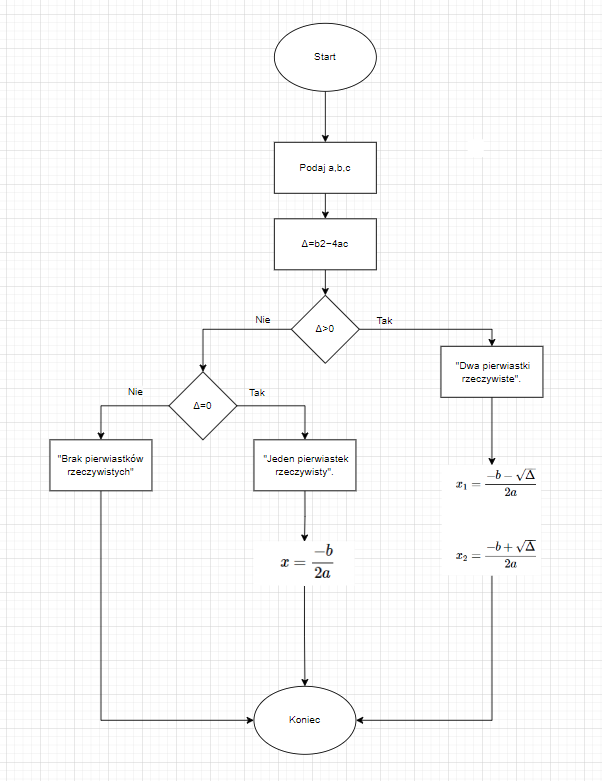 Start
Podaj a,b,c
Δ=b2−4ac
Δ>0
Nie
Tak
"Dwa pierwiastki
rzeczywiste".
Δ=0
Nie
Tak
"Brak pierwiastków
rzeczywistych"
"Jeden pierwiastek
rzeczywisty".
x₁ = (−b − √Δ) / 2a
x₂ = (−b + √Δ) / 2a
x = −b / 2a
Koniec